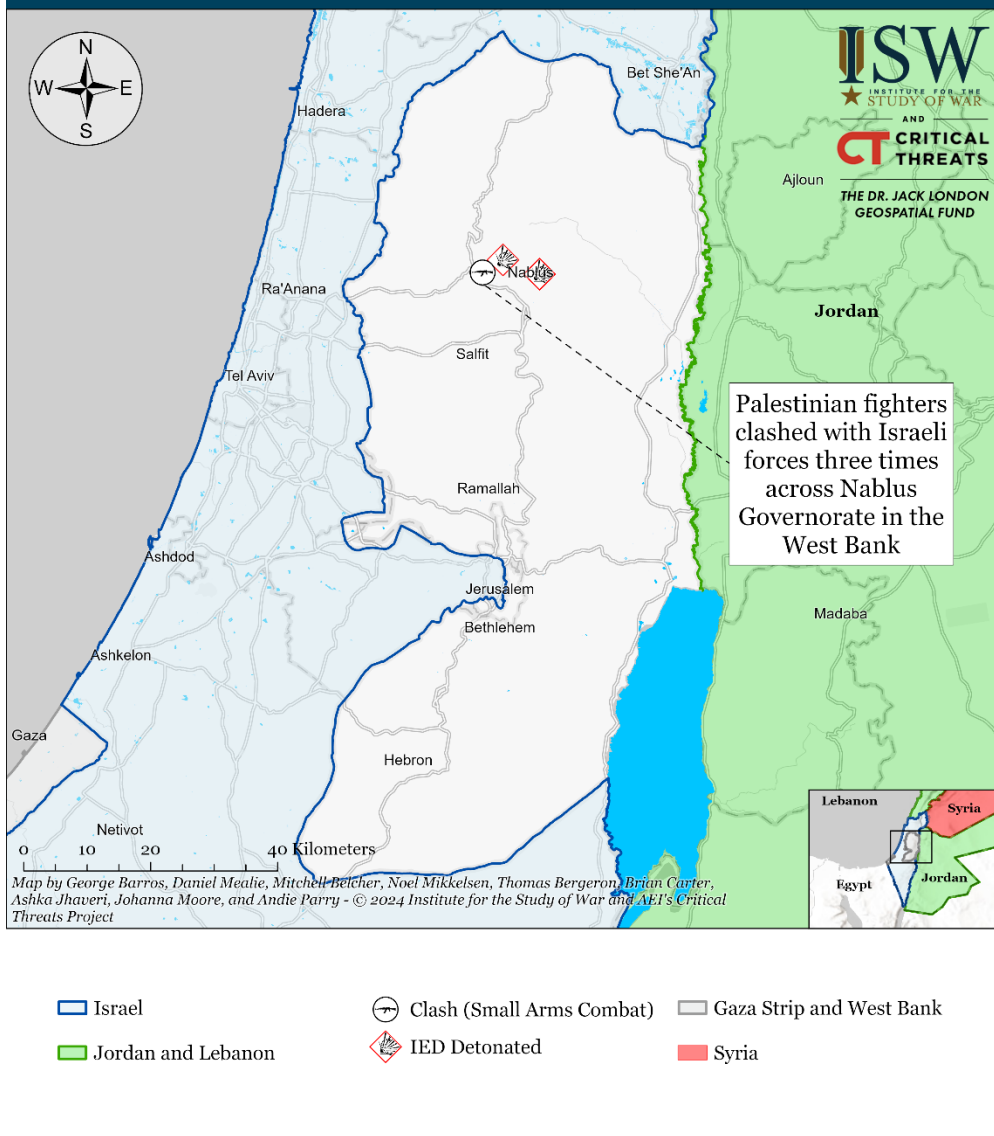 N
W
E
S
ISW
INSTITUTE FOR THE
STUDY OF WAR
AND
CT CRITICAL
THREATS
THE DR. JACK LONDON
GEOSPATIAL FUND
Bet She'An
Hadera
Ajloun
Nablus
Ra'Anana
Jordan
Salfit
Tel Aviv
Palestinian fighters
clashed with Israeli
forces three times
across Nablus
Governorate in the
West Bank
Ramallah
Ashdod
Jerusalem
Madaba
Bethlehem
Ashkelon
Gaza
Hebron
Netivot
Lebanon
Syria
Egypt
Jordan
0 10 20 40 Kilometers
Map by George Barros, Daniel Mealie, Mitchell Belcher, Noel Mikkelsen, Thomas Bergeron, Brian Carter,
Ashka Jhaveri, Johanna Moore, and Andie Parry - © 2024 Institute for the Study of War and AEI's Critical
Threats Project
Israel
Clash (Small Arms Combat)
Gaza Strip and West Bank
Jordan and Lebanon
IED Detonated
Syria